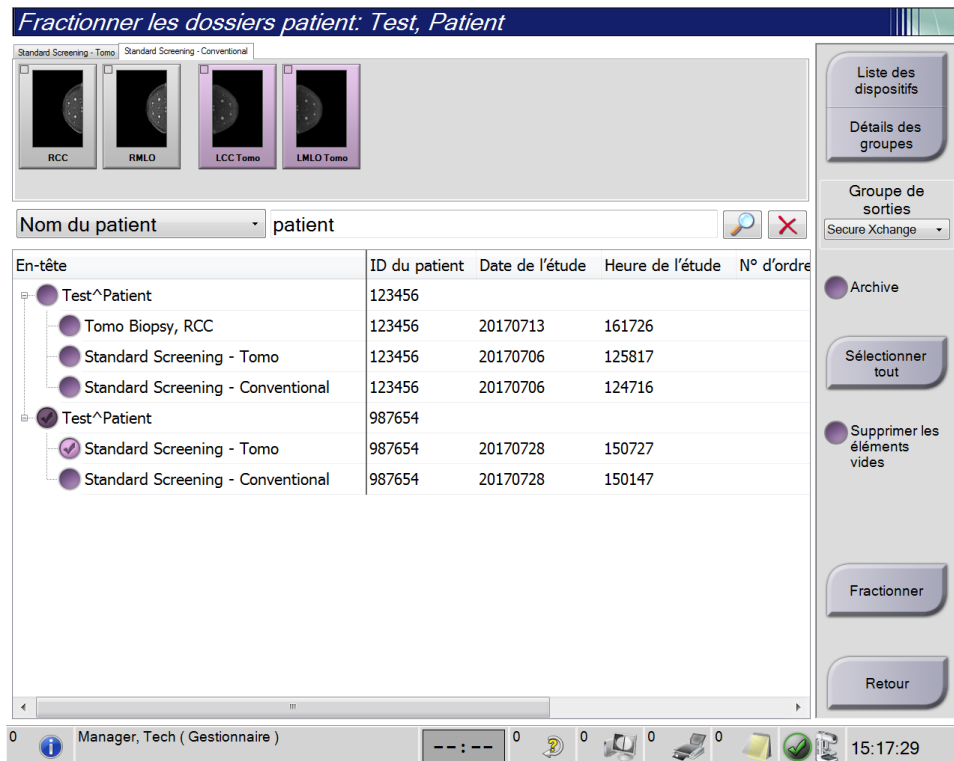 Fractionner les dossiers patient: Test, Patient
Standard Screening - Tomo
Standard Screening - Conventional
RCC
RMLO
LCC Tomo
LMLO Tomo
Nom du patient
patient
En-tête ID du patient Date de l'étude Heure de l'étude N° d'ordre
Test^Patient 123456
Tomo Biopsy, RCC 123456 20170713 161726
Standard Screening - Tomo 123456 20170706 125817
Standard Screening - Conventional 123456 20170706 124716
Test^Patient 987654
Standard Screening - Tomo 987654 20170728 150727
Standard Screening - Conventional 987654 20170728 150147
Liste des
dispositifs
Détails des
groupes
Groupe de
sorties
Secure Xchange
Archive
Sélectionner
tout
Supprimer les
éléments
vides
Fractionner
Retour
0 Manager, Tech ( Gestionnaire ) --:-- 0 0 0 0 15:17:29